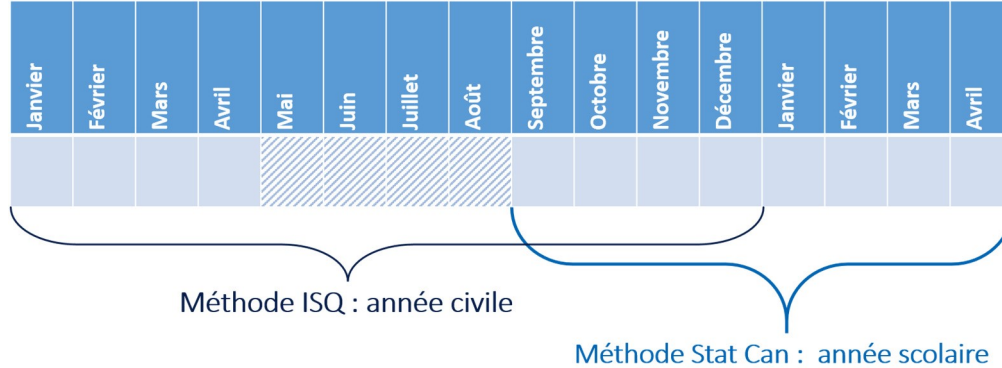 Janvier
Février
Mars
Avril
Mai
Juin
Juillet
Août
Septembre
Octobre
Novembre
Décembre
Janvier
Février
Mars
Avril
Méthode ISQ : année civile
Méthode Stat Can :  année scolaire